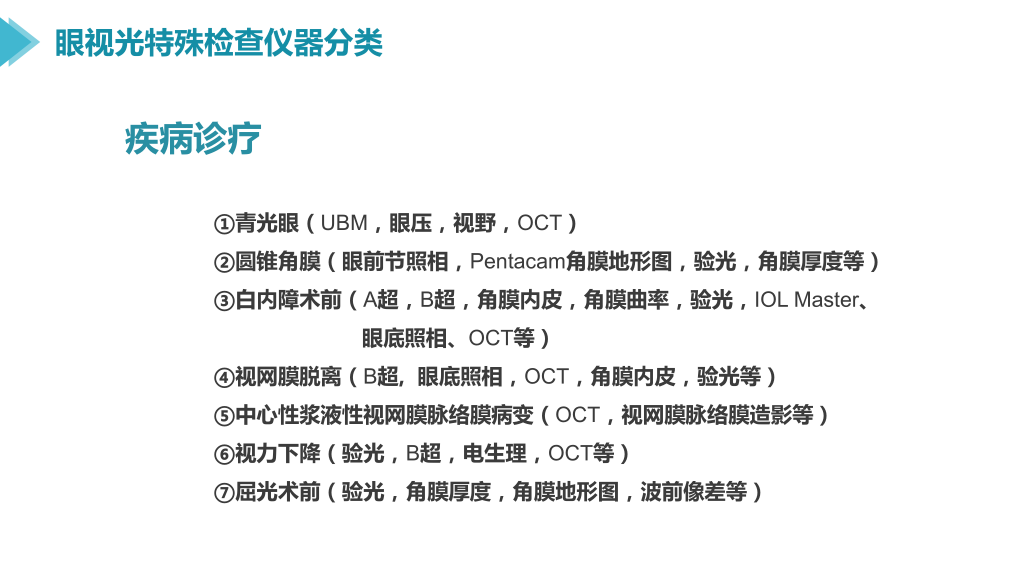 眼视光特殊检查仪器分类
疾病诊疗
①青光眼（UBM，眼压，视野，OCT）
②圆锥角膜（眼前节照相，Pentacam角膜地形图，验光，角膜厚度等）
③白内障术前（A超，B超，角膜内皮，角膜曲率，验光，IOL Master、
眼底照相、OCT等）
④视网膜脱离（B超,  眼底照相，OCT，角膜内皮，验光等）
⑤中心性浆液性视网膜脉络膜病变（OCT，视网膜脉络膜造影等）
⑥视力下降（验光，B超，电生理，OCT等）
⑦屈光术前（验光，角膜厚度，角膜地形图，波前像差等）